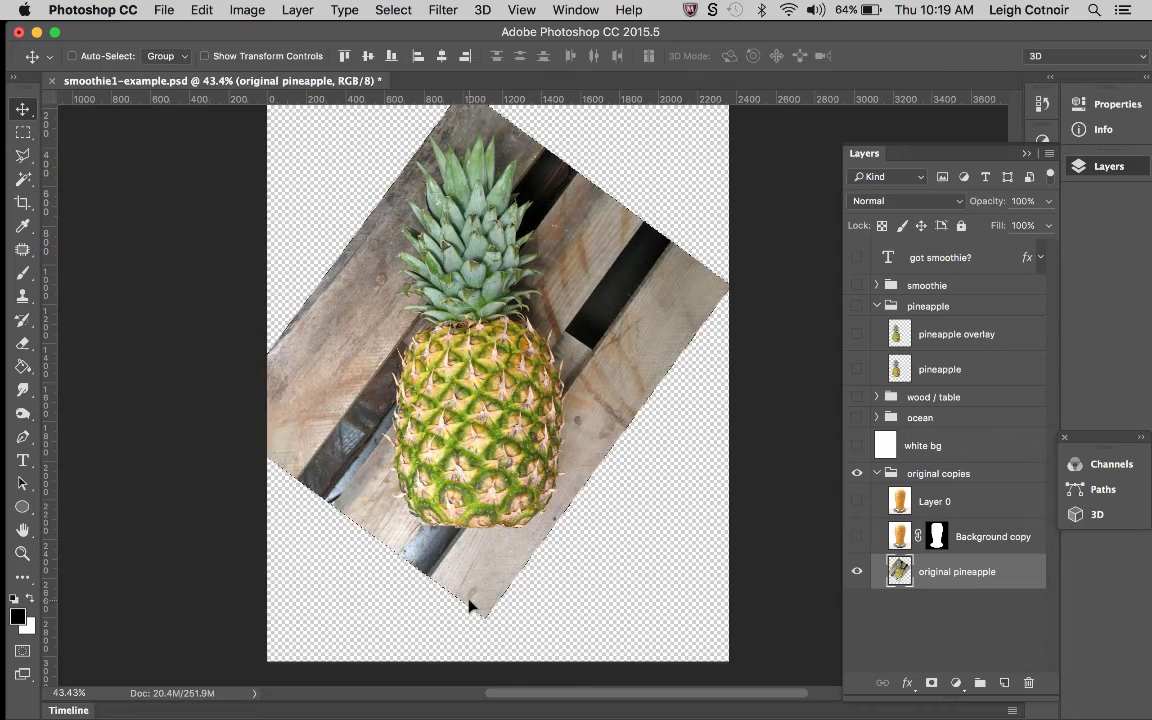 Photoshop CC File Edit Image Layer Type Select Filter 3D View Window Help 64% Thu 10:19 AM Leigh Cotnoir
Adobe Photoshop CC 2015.5
Auto-Select: Group Show Transform Controls 3D Mode: 3D
smoothie1-example.psd @ 43.4% (original pineapple, RGB/8) *
1000 800 600 400 200 0 200 400 600 800 1000 1200 1400 1600 1800 2000 2200 2400 2600 2800 3000 3200 3400 3600
Properties
Info
Layers
Layers
Kind
Normal Opacity: 100%
Lock: Fill: 100%
T got smoothie? fx
smoothie
pineapple
pineapple overlay
pineapple
wood / table
ocean
white bg
original copies
Layer 0
Background copy
original pineapple
Channels
Paths
3D
fx
43.43% Doc: 20.4M/251.9M
Timeline